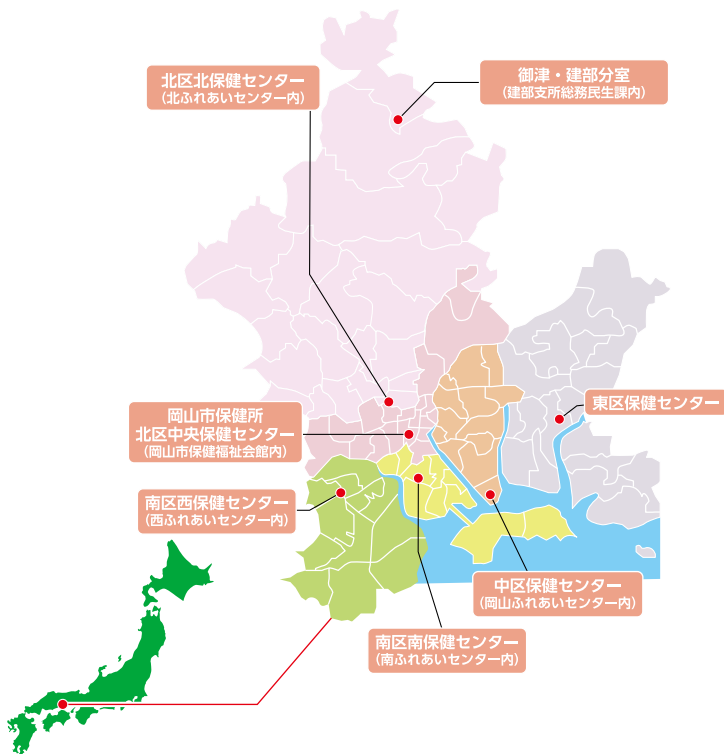 北区北保健センター
（北ふれあいセンター内）
御津・建部分室
（建部支所総務民生課内）
東区保健センター
岡山市保健所
北区中央保健センター
（岡山市保健福祉会館内）
南区西保健センター
（西ふれあいセンター内）
中区保健センター
（岡山ふれあいセンター内）
南区南保健センター
（南ふれあいセンター内）